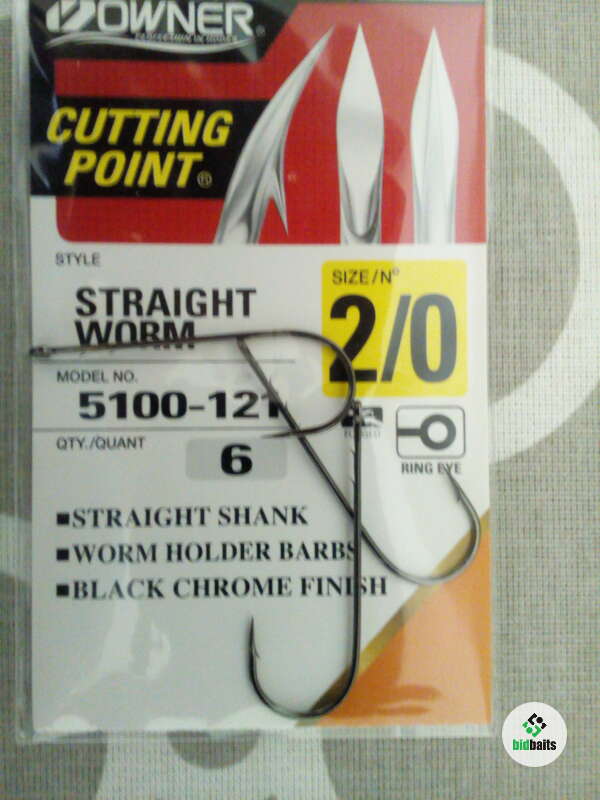 OWNER
CUTTING
POINT®
STYLE
STRAIGHT
WORM
MODEL NO.
5100-121
QTY./QUANT
6
SIZE/Nº
2/0
RING EYE
■STRAIGHT SHANK
■WORM HOLDER BARBS
■BLACK CHROME FINISH
bidbaits